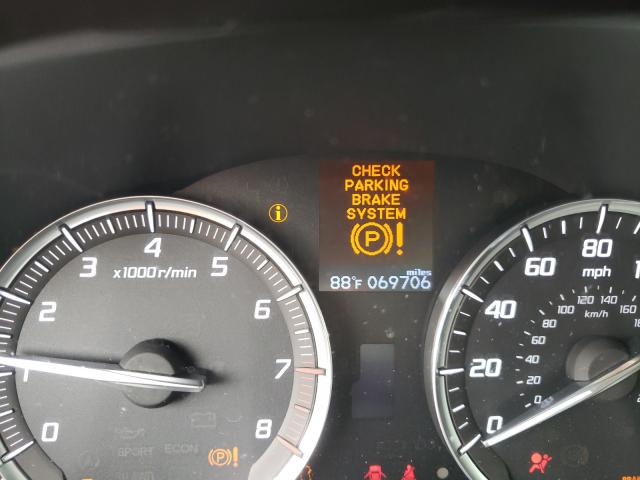 CHECK
PARKING
BRAKE
SYSTEM
(P)!
i
miles
88°F 069706
0
1
2
3
4
5
6
7
8
x1000r/min
SPORT ECON
(P)!
0
20
40
60
80
mph
0
20
40
60
80
100
120
140
160
km/h